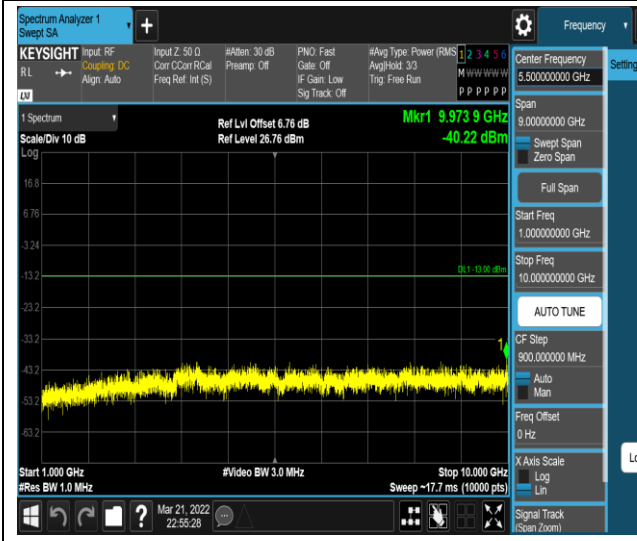 Spectrum Analyzer 1
Swept SA
Frequency
KEYSIGHT
RL
LXI
Input: RF
Coupling: DC
Align: Auto
Input Z: 50 Ω
Corr CCorr RCal
Freq Ref: Int (S)
#Atten: 30 dB
Preamp: Off
PNO: Fast
Gate: Off
IF Gain: Low
Sig Track: Off
#Avg Type: Power (RMS
Avg|Hold: 3/3
Trig: Free Run
1 2 3 4 5 6
M W W W W W
P P P P P P
1 Spectrum
Scale/Div 10 dB
Log
Ref Lvl Offset 6.76 dB
Ref Level 26.76 dBm
Mkr1 9.973 9 GHz
-40.22 dBm
16.8
6.76
-3.24
-13.2
DL1 -13.00 dBm
-23.2
-33.2
1
-43.2
-53.2
-63.2
Start 1.000 GHz
#Res BW 1.0 MHz
#Video BW 3.0 MHz
Stop 10.000 GHz
Sweep ~17.7 ms (10000 pts)
Mar 21, 2022
22:55:28
Center Frequency
5.500000000 GHz
Settings
Span
9.00000000 GHz
Swept Span
Zero Span
Full Span
Start Freq
1.000000000 GHz
Stop Freq
10.000000000 GHz
AUTO TUNE
CF Step
900.000000 MHz
Auto
Man
Freq Offset
0 Hz
X Axis Scale
Log
Lin
Lo
Signal Track
(Span Zoom)